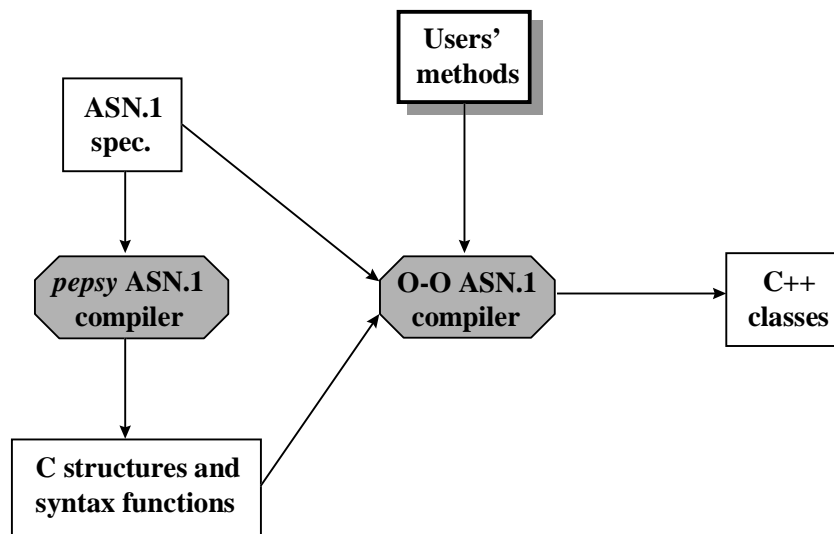 Users’
methods
ASN.1
spec.
pepsy ASN.1
compiler
O-O ASN.1
compiler
C++
classes
C structures and
syntax functions